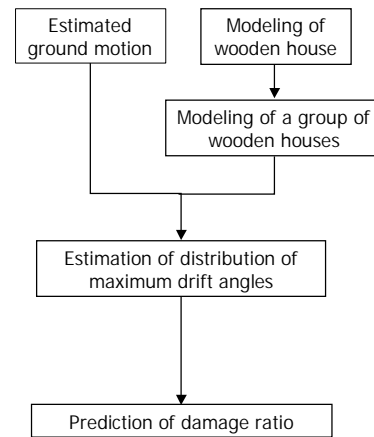 Estimated
ground motion
Modeling of
wooden house
Modeling of a group of
wooden houses
Estimation of distribution of
maximum drift angles
Prediction of damage ratio